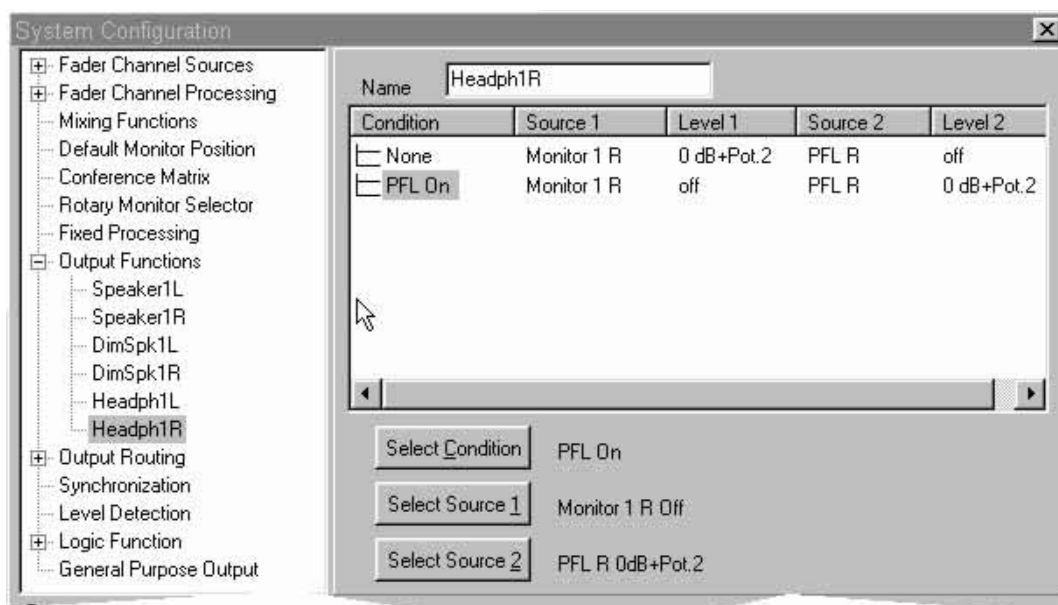 System Configuration
Fader Channel Sources
Fader Channel Processing
Mixing Functions
Default Monitor Position
Conference Matrix
Rotary Monitor Selector
Fixed Processing
Output Functions
Speaker1L
Speaker1R
DimSpk1L
DimSpk1R
Headph1L
Headph1R
Output Routing
Synchronization
Level Detection
Logic Function
General Purpose Output
Name Headph1R
Condition Source 1 Level 1 Source 2 Level 2
None Monitor 1 R 0 dB+Pot.2 PFL R off
PFL On Monitor 1 R off PFL R 0 dB+Pot.2
Select Condition PFL On
Select Source 1 Monitor 1 R Off
Select Source 2 PFL R 0dB+Pot.2